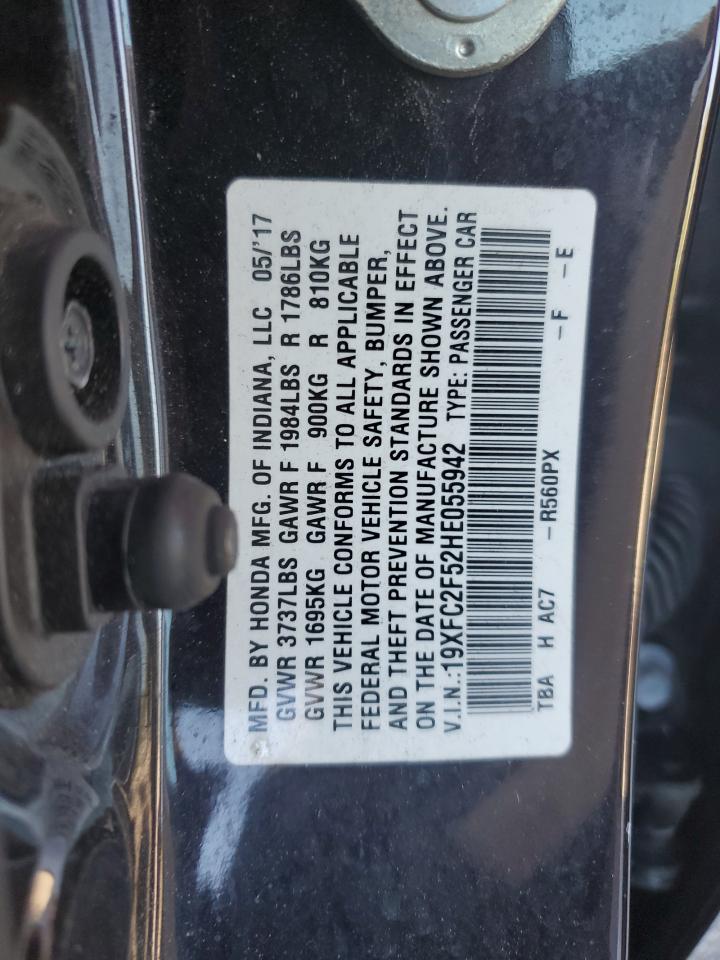 MFD. BY HONDA MFG. OF INDIANA, LLC 05/'17
GVWR 3737LBS GAWR F 1984LBS R 1786LBS
GVWR 1695KG GAWR F 900KG R 810KG
THIS VEHICLE CONFORMS TO ALL APPLICABLE
FEDERAL MOTOR VEHICLE SAFETY, BUMPER,
AND THEFT PREVENTION STANDARDS IN EFFECT
ON THE DATE OF MANUFACTURE SHOWN ABOVE.
V.I.N.:19XFC2F52HE055942 TYPE: PASSENGER CAR
TBA H AC7 -R560PX -F -E